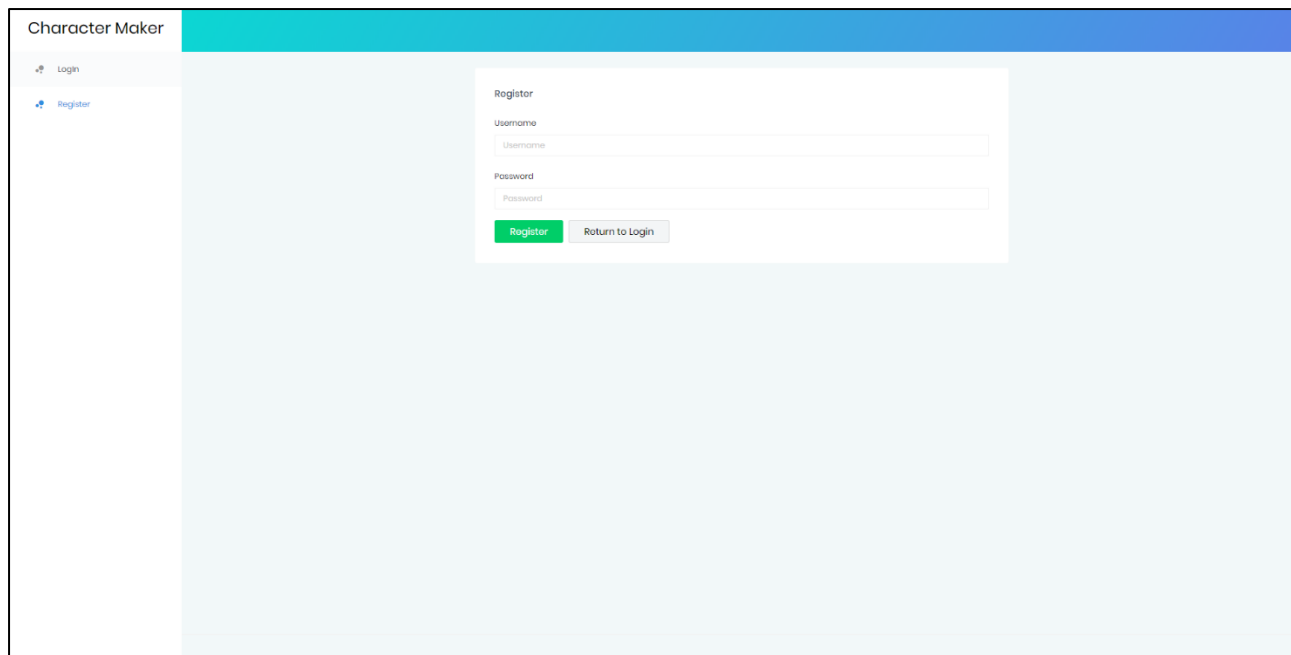 Character Maker
LogIn
Register
Register
Username
Username
Password
Password
Register
Return to Login